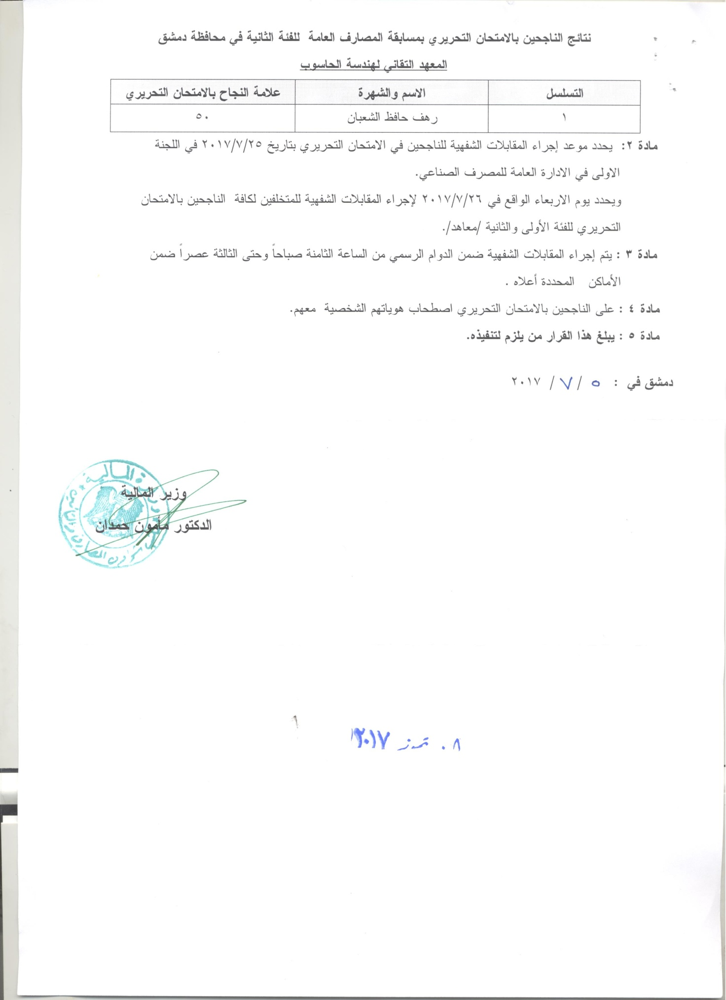 نتائج الناجحين بالامتحان التحريري بمسابقة المصارف العامة للفئة الثانية في محافظة دمشق
المعهد التقاني لهندسة الحاسوب
التسلسل الاسم والشهرة علامة النجاح بالامتحان التحريري
١ رهف حافظ الشعبان ٥٠
مادة ٢: يحدد موعد إجراء المقابلات الشفهية للناجحين في الامتحان التحريري بتاريخ ٢٠١٧/٧/٢٥ في اللجنة
الاولى في الادارة العامة للمصرف الصناعي.
ويحدد يوم الاربعاء الواقع في ٢٠١٧/٧/٢٦ لإجراء المقابلات الشفهية للمتخلفين لكافة الناجحين بالامتحان
التحريري للفئة الأولى والثانية /معاهد/.
مادة ٣ : يتم إجراء المقابلات الشفهية ضمن الدوام الرسمي من الساعة الثامنة صباحاً وحتى الثالثة عصراً ضمن
الأماكن المحددة أعلاه .
مادة ٤ : على الناجحين بالامتحان التحريري اصطحاب هوياتهم الشخصية معهم.
مادة ٥ : يبلغ هذا القرار من يلزم لتنفيذه.
دمشق في : ٥ / ٧ / ٢٠١٧
وزارة المالية
وزير المالية
الدكتور مأمون حمدان
٠٨ تموز ٢٠١٧